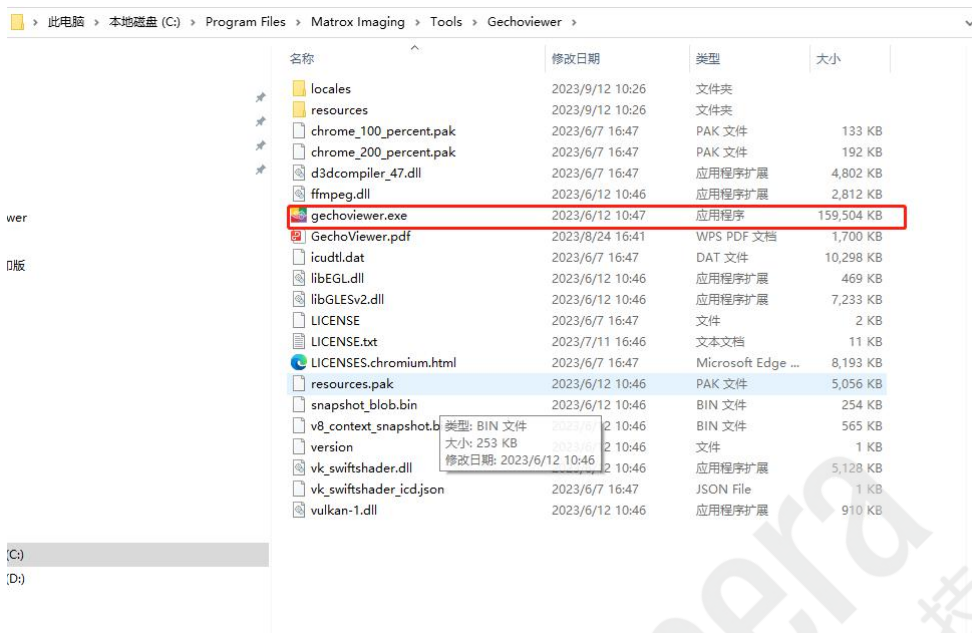 此电脑 > 本地磁盘 (C:) > Program Files > Matrox Imaging > Tools > Gechoviewer >
名称 修改日期 类型 大小
locales 2023/9/12 10:26 文件夹
resources 2023/9/12 10:26 文件夹
chrome_100_percent.pak 2023/6/7 16:47 PAK 文件 133 KB
chrome_200_percent.pak 2023/6/7 16:47 PAK 文件 192 KB
d3dcompiler_47.dll 2023/6/7 16:47 应用程序扩展 4,802 KB
ffmpeg.dll 2023/6/12 10:46 应用程序扩展 2,812 KB
wer
gechoviewer.exe 2023/6/12 10:47 应用程序 159,504 KB
GechoViewer.pdf 2023/8/24 16:41 WPS PDF 文档 1,700 KB
icudtl.dat 2023/6/7 16:47 DAT 文件 10,298 KB
印版
libEGL.dll 2023/6/12 10:46 应用程序扩展 469 KB
libGLESv2.dll 2023/6/12 10:46 应用程序扩展 7,233 KB
LICENSE 2023/6/7 16:47 文件 2 KB
LICENSE.txt 2023/7/11 16:46 文本文档 11 KB
LICENSES.chromium.html 2023/6/7 16:47 Microsoft Edge ... 8,193 KB
resources.pak 2023/6/12 10:46 PAK 文件 5,056 KB
snapshot_blob.bin 2023/6/12 10:46 BIN 文件 254 KB
v8_context_snapshot.b 2 10:46 BIN 文件 565 KB
类型: BIN 文件
大小: 253 KB
修改日期: 2023/6/12 10:46
version 2 10:46 文件 1 KB
vk_swiftshader.dll 2 10:46 应用程序扩展 5,128 KB
vk_swiftshader_icd.json 2023/6/7 16:47 JSON File 1 KB
vulkan-1.dll 2023/6/12 10:46 应用程序扩展 910 KB
(C:)
(D:)
era
技